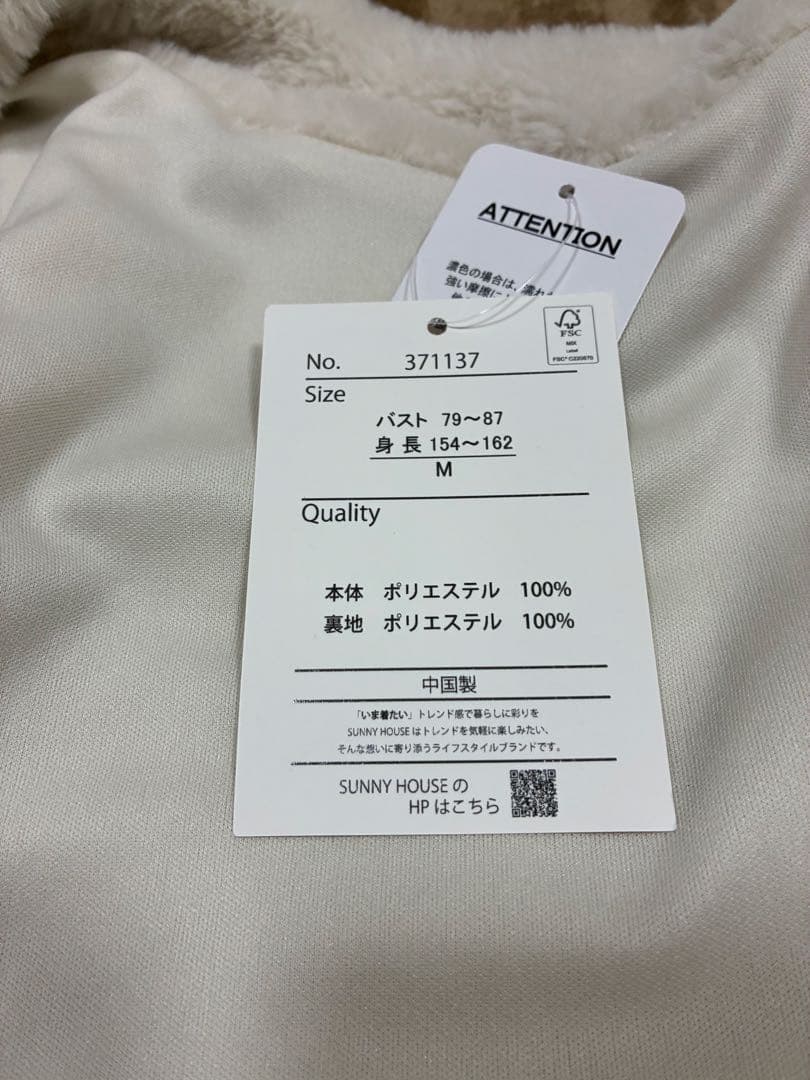 ATTENTION
濃色の場合は、濡れた
強い摩擦によ
FSC
MIX
Label
No. 371137
Size
バスト 79～87
身長 154～162
M
Quality
本体 ポリエステル 100%
裏地 ポリエステル 100%
中国製
「いま着たい」トレンド感で暮らしに彩りを
SUNNY HOUSE はトレンドを気軽に楽しみたい、
そんな想いに寄り添うライフスタイルブランドです。
SUNNY HOUSE の
HP はこちら